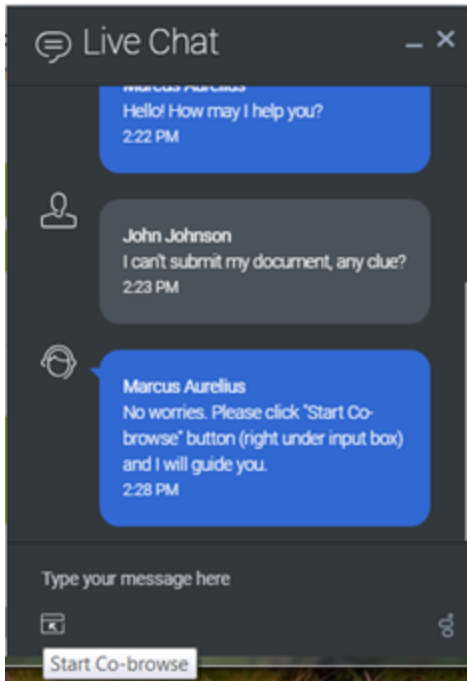 Live Chat
Marcus Aurelius
Hello! How may I help you?
2:22 PM
John Johnson
I can't submit my document, any clue?
2:23 PM
Marcus Aurelius
No worries. Please click "Start Co-
browse" button (right under input box)
and I will guide you.
2:28 PM
Type your message here
Start Co-browse